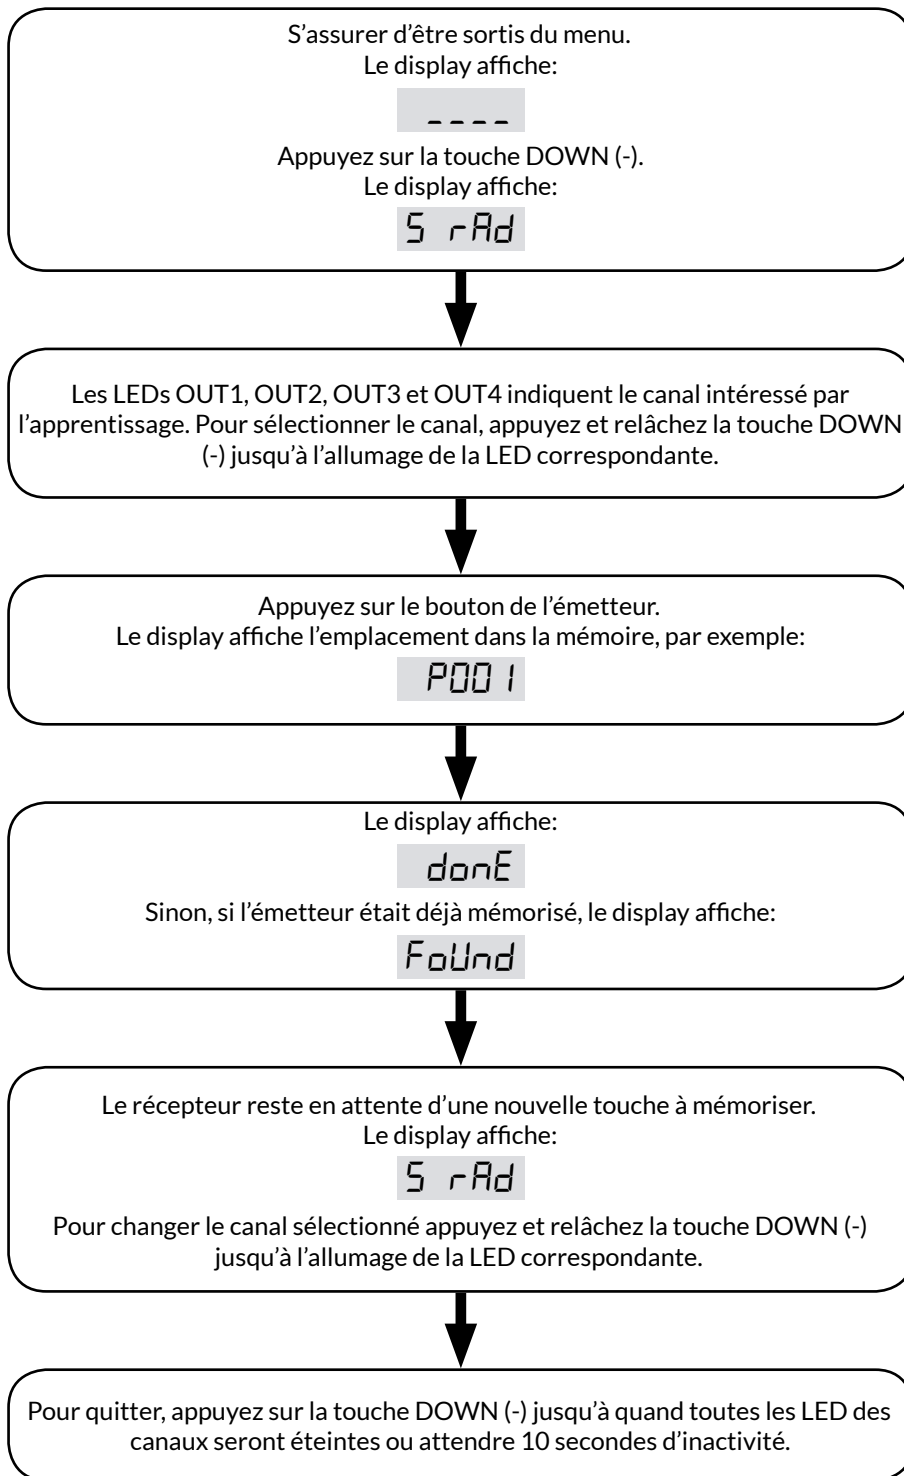 S’assurer d’être sortis du menu.
Le display affiche:
_ _ _ _
Appuyez sur la touche DOWN (-).
Le display affiche:
S rAd
Les LEDs OUT1, OUT2, OUT3 et OUT4 indiquent le canal intéressé par
l’apprentissage. Pour sélectionner le canal, appuyez et relâchez la touche DOWN
(-) jusqu’à l’allumage de la LED correspondante.
Appuyez sur le bouton de l’émetteur.
Le display affiche l’emplacement dans la mémoire, par exemple:
P001
Le display affiche:
donE
Sinon, si l’émetteur était déjà mémorisé, le display affiche:
FoUnd
Le récepteur reste en attente d’une nouvelle touche à mémoriser.
Le display affiche:
S rAd
Pour changer le canal sélectionné appuyez et relâchez la touche DOWN (-)
jusqu’à l’allumage de la LED correspondante.
Pour quitter, appuyez sur la touche DOWN (-) jusqu’à quand toutes les LED des
canaux seront éteintes ou attendre 10 secondes d’inactivité.